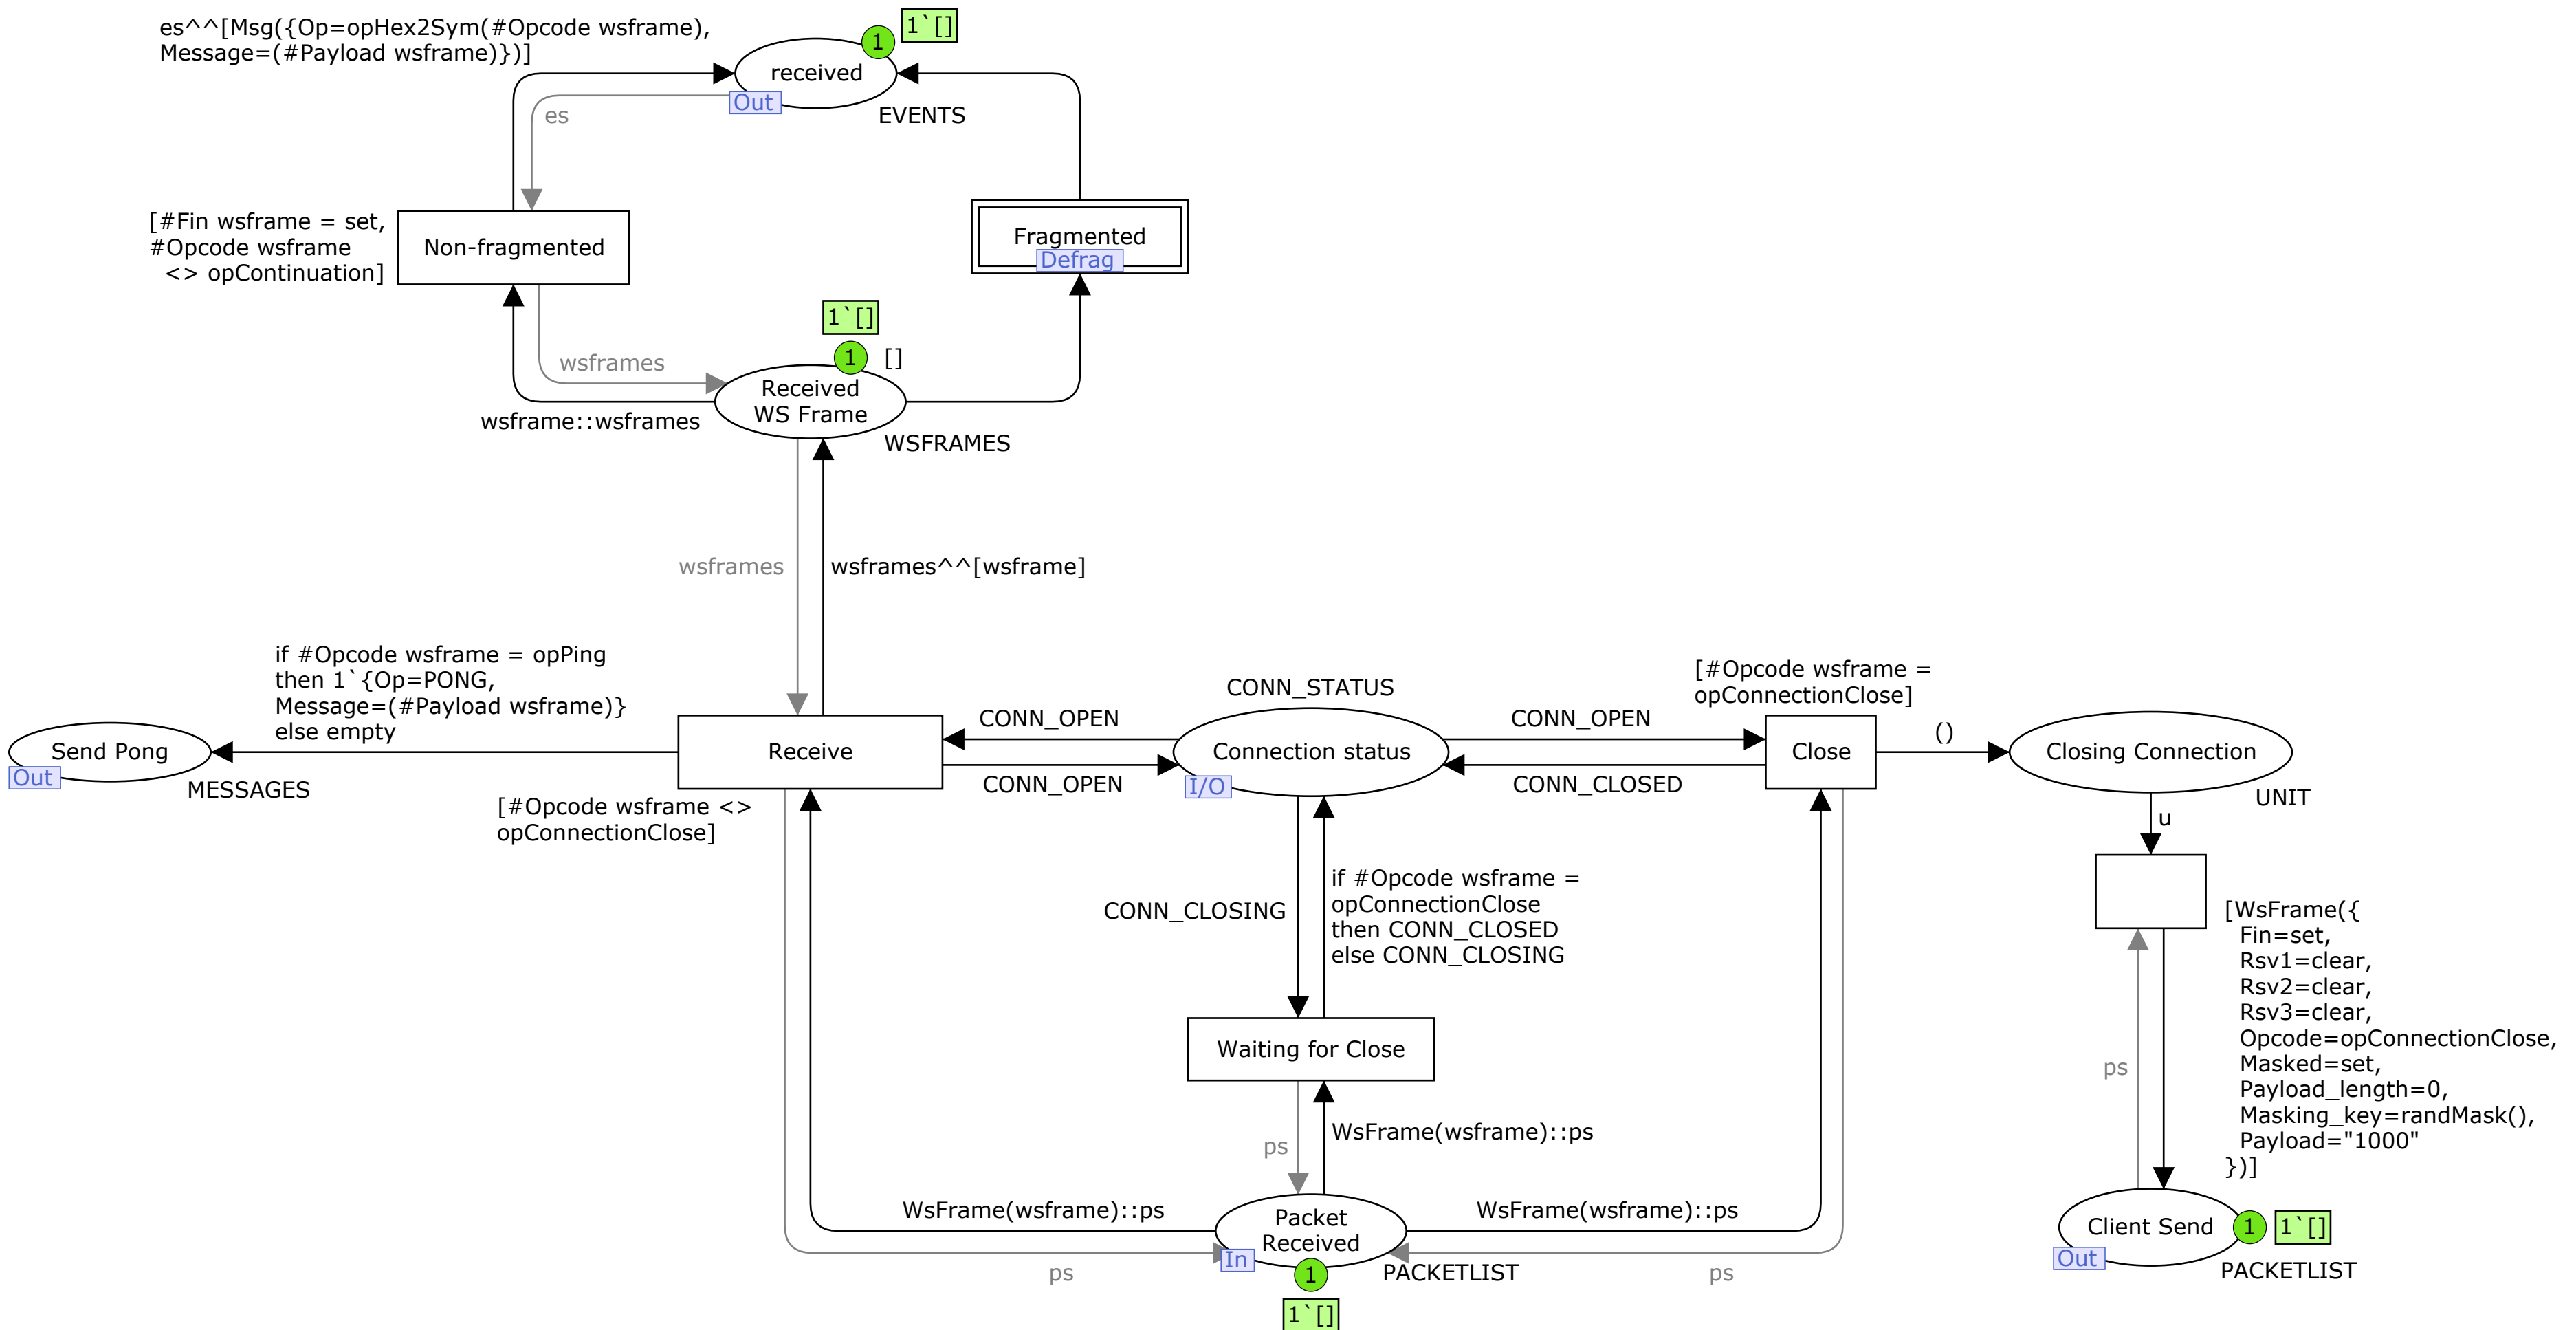 es^^[Msg({Op=opHex2Sym(#Opcode wsframe),
Message=(#Payload wsframe)})]
1
1`[]
received
Out
EVENTS
es
[#Fin wsframe = set,
#Opcode wsframe
<> opContinuation]
Non-fragmented
Fragmented
Defrag
1`[]
1
[]
wsframes
Received
WS Frame
wsframe::wsframes
WSFRAMES
wsframes
wsframes^^[wsframe]
if #Opcode wsframe = opPing
then 1`{Op=PONG,
Message=(#Payload wsframe)}
else empty
Send Pong
Out
MESSAGES
Receive
[#Opcode wsframe <>
opConnectionClose]
CONN_OPEN
CONN_OPEN
CONN_STATUS
Connection status
I/O
CONN_OPEN
CONN_CLOSED
[#Opcode wsframe =
opConnectionClose]
Close
()
Closing Connection
UNIT
u
CONN_CLOSING
if #Opcode wsframe =
opConnectionClose
then CONN_CLOSED
else CONN_CLOSING
Waiting for Close
ps
WsFrame(wsframe)::ps
WsFrame(wsframe)::ps
ps
Packet
Received
In
1
1`[]
PACKETLIST
WsFrame(wsframe)::ps
ps
[WsFrame({
Fin=set,
Rsv1=clear,
Rsv2=clear,
Rsv3=clear,
Opcode=opConnectionClose,
Masked=set,
Payload_length=0,
Masking_key=randMask(),
Payload="1000"
})]
ps
Client Send
Out
1
1`[]
PACKETLIST